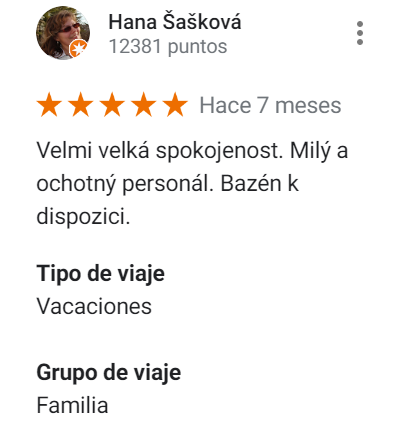 Hana Šašková
12381 puntos
Hace 7 meses
Velmi velká spokojenost. Milý a
ochotný personál. Bazén k
dispozici.
Tipo de viaje
Vacaciones
Grupo de viaje
Familia